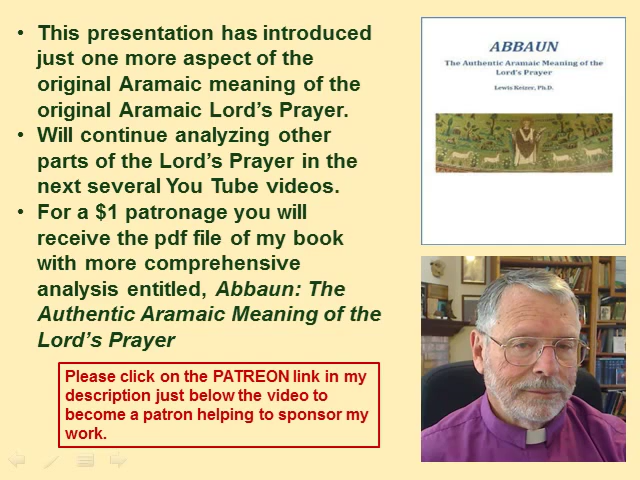 • This presentation has introduced
just one more aspect of the
original Aramaic meaning of the
original Aramaic Lord's Prayer.
• Will continue analyzing other
parts of the Lord's Prayer in the
next several You Tube videos.
• For a $1 patronage you will
receive the pdf file of my book
with more comprehensive
analysis entitled, Abbaun: The
Authentic Aramaic Meaning of the
Lord's Prayer
Please click on the PATREON link in my
description just below the video to
become a patron helping to sponsor my
work.
ABBAUN
The Authentic Aramaic Meaning of the
Lord's Prayer
Lewis Keizer, Ph.D.